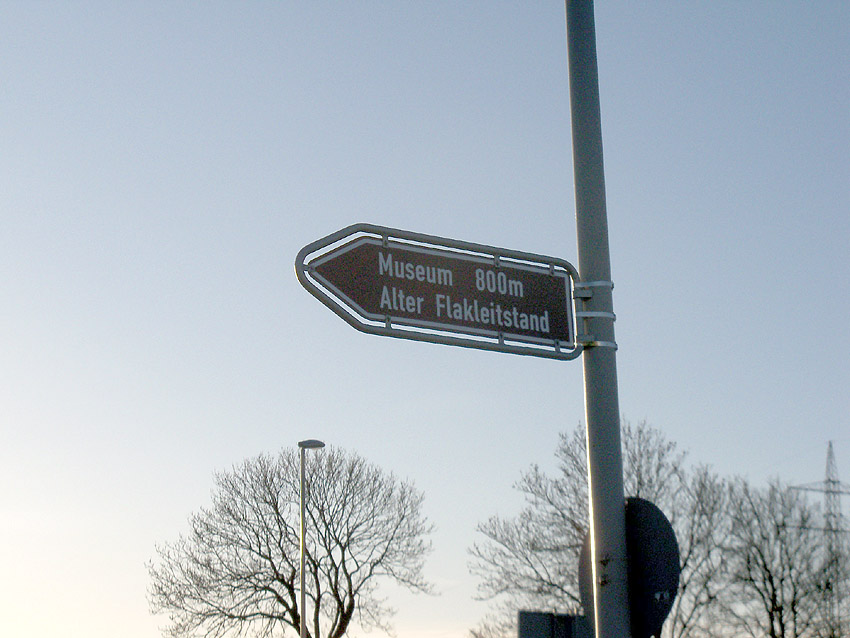 Museum 800m
Alter Flakleitstand